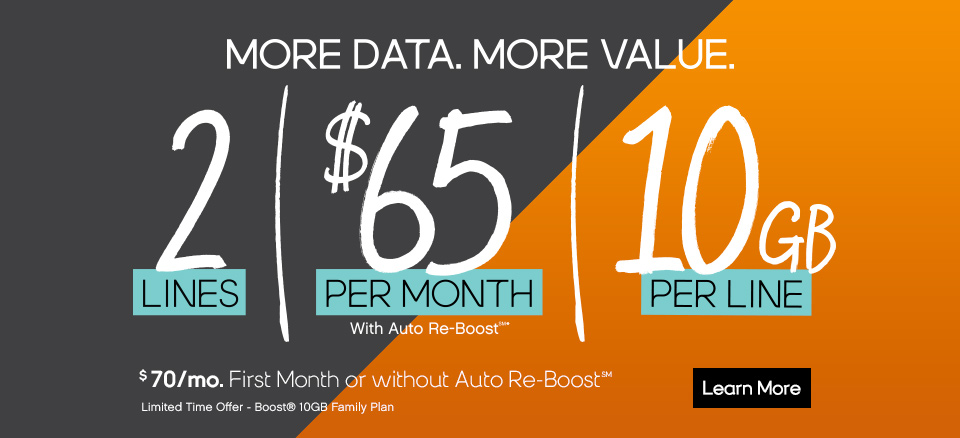 MORE DATA. MORE VALUE.
2 | $65 | 10GB
LINES PER MONTH PER LINE
With Auto Re-Boost℠*
$70/mo. First Month or without Auto Re-Boost℠
Learn More
Limited Time Offer - Boost® 10GB Family Plan